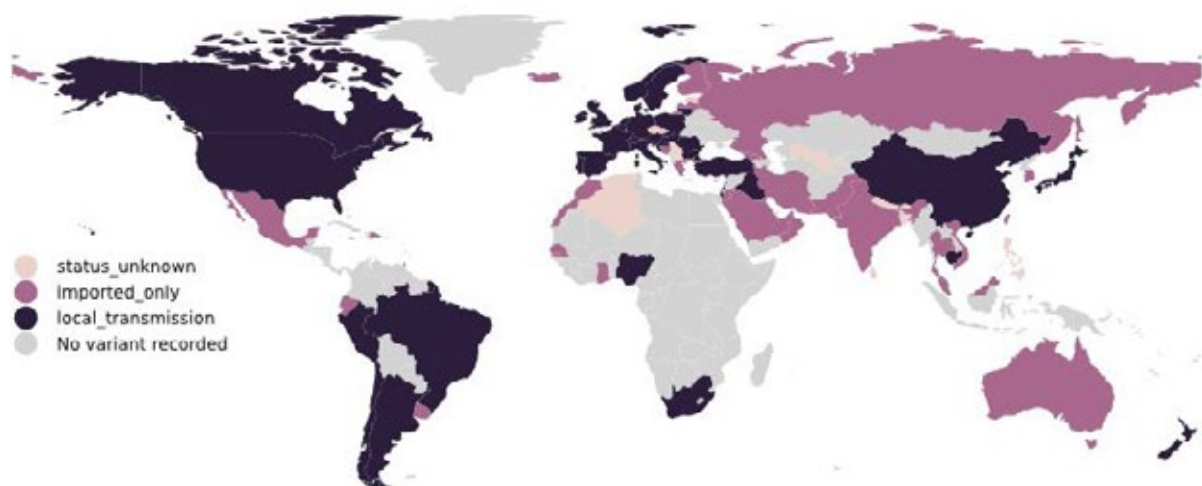 status_unknown
Imported_only
local_transmission
No variant recorded